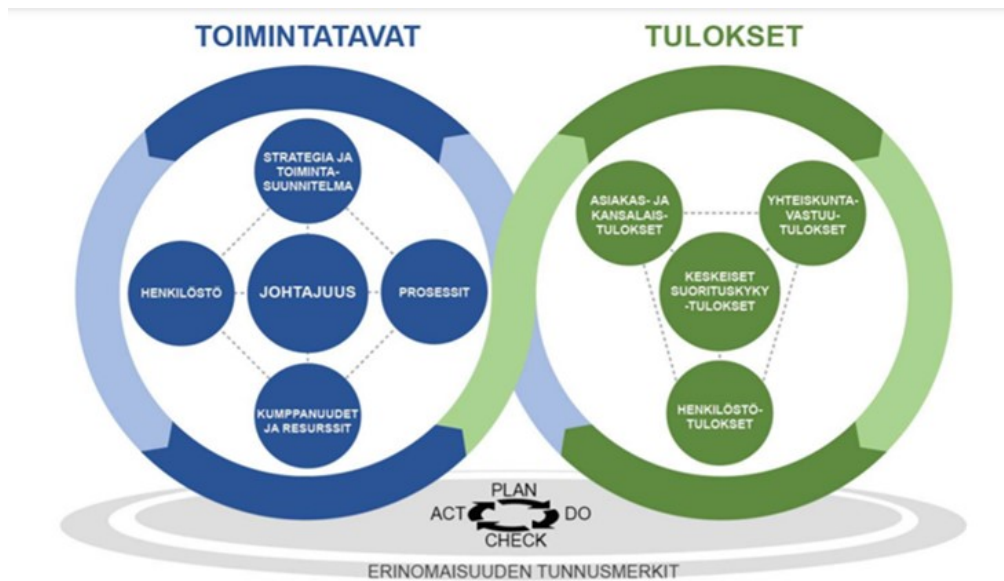 TOIMINTATAVAT
TULOKSET
STRATEGIA JA
TOIMINTA-
SUUNNITELMA
HENKILÖSTÖ
JOHTAJUUS
PROSESSIT
KUMPPANUUDET
JA RESURSSIT
ASIAKAS- JA
KANSALAIS-
TULOKSET
YHTEISKUNTA-
VASTUU-
TULOKSET
KESKEISET
SUORITUSKYKY
-TULOKSET
HENKILÖSTÖ-
TULOKSET
PLAN
ACT
DO
CHECK
ERINOMAISUUDEN TUNNUSMERKIT